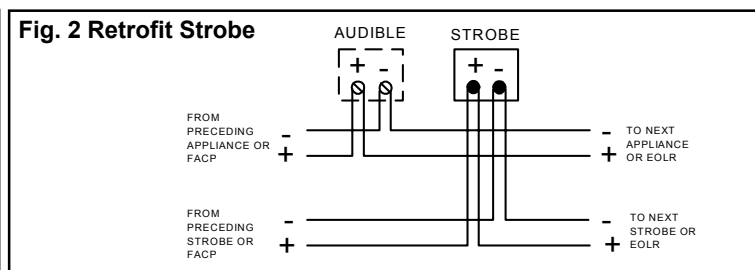 Fig. 2 Retrofit Strobe
AUDIBLE
STROBE
+ -
+ -
FROM
PRECEDING
APPLIANCE OR
FACP
-
+
-
+
TO NEXT
APPLIANCE
OR EOLR
FROM
PRECEDING
STROBE OR
FACP
-
+
-
+
TO NEXT
STROBE OR
EOLR